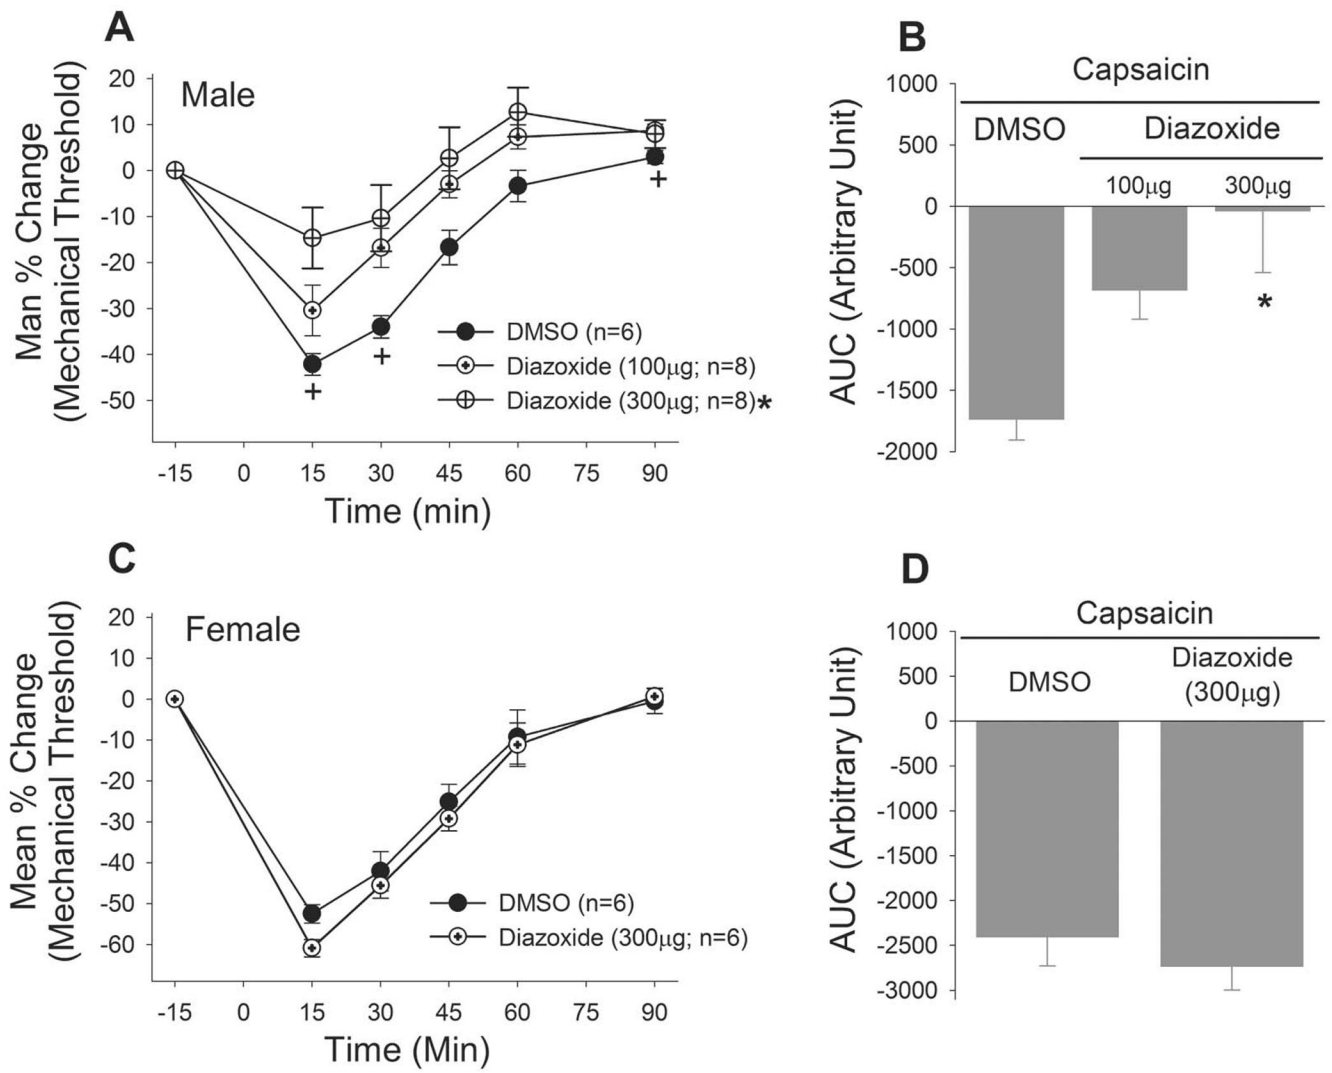 A
Male
Man % Change
(Mechanical Threshold)
20
10
0
-10
-20
-30
-40
-50
+
+
+
DMSO (n=6)
Diazoxide (100μg; n=8)
Diazoxide (300μg; n=8)*
-15 0 15 30 45 60 75 90
Time (min)
B
Capsaicin
DMSO Diazoxide
100μg 300μg
AUC (Arbitrary Unit)
1000
500
0
-500
-1000
-1500
-2000
*
C
Female
Mean % Change
(Mechanical Threshold)
20
10
0
-10
-20
-30
-40
-50
-60
DMSO (n=6)
Diazoxide (300μg; n=6)
-15 0 15 30 45 60 75 90
Time (Min)
D
Capsaicin
DMSO
Diazoxide
(300μg)
AUC (Arbitrary Unit)
1000
500
0
-500
-1000
-1500
-2000
-2500
-3000